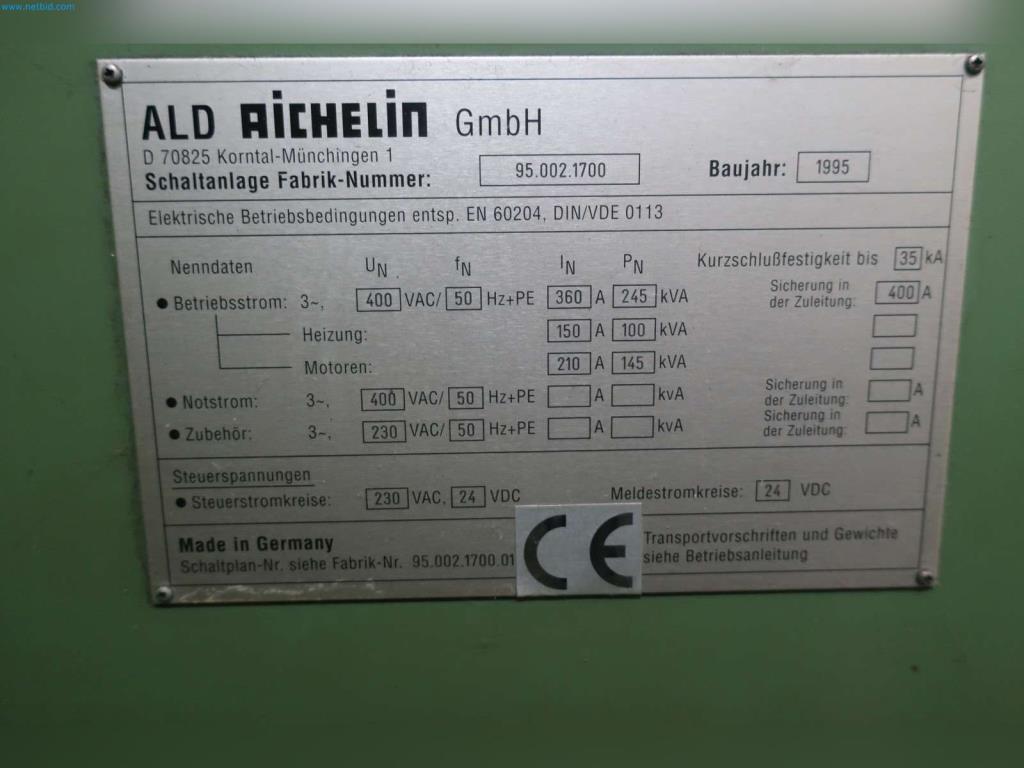 www.netbid.com
ALD AICHELIN GmbH
D 70825 Korntal-Münchingen 1
Schaltanlage Fabrik-Nummer: 95.002.1700 Baujahr: 1995
Elektrische Betriebsbedingungen entsp. EN 60204, DIN/VDE 0113
Nenndaten UN fN IN PN Kurzschlußfestigkeit bis 35 kA
● Betriebsstrom: 3~, 400 VAC/ 50 Hz+PE 360 A 245 kVA Sicherung in der Zuleitung: 400 A
Heizung: 150 A 100 kVA
Motoren: 210 A 145 kVA
● Notstrom: 3~, 400 VAC/ 50 Hz+PE A kvA Sicherung in der Zuleitung: A
● Zubehör: 3~, 230 VAC/ 50 Hz+PE A kvA Sicherung in der Zuleitung: A
Steuerspannungen
● Steuerstromkreise: 230 VAC, 24 VDC Meldestromkreise: 24 VDC
Made in Germany
Schaltplan-Nr. siehe Fabrik-Nr. 95.002.1700.01
CE
Transportvorschriften und Gewichte
siehe Betriebsanleitung